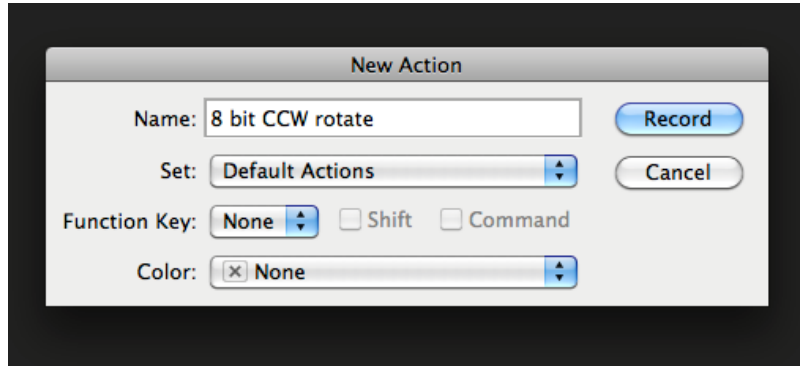 New Action
Name: 8 bit CCW rotate Record
Set: Default Actions Cancel
Function Key: None Shift Command
Color: None